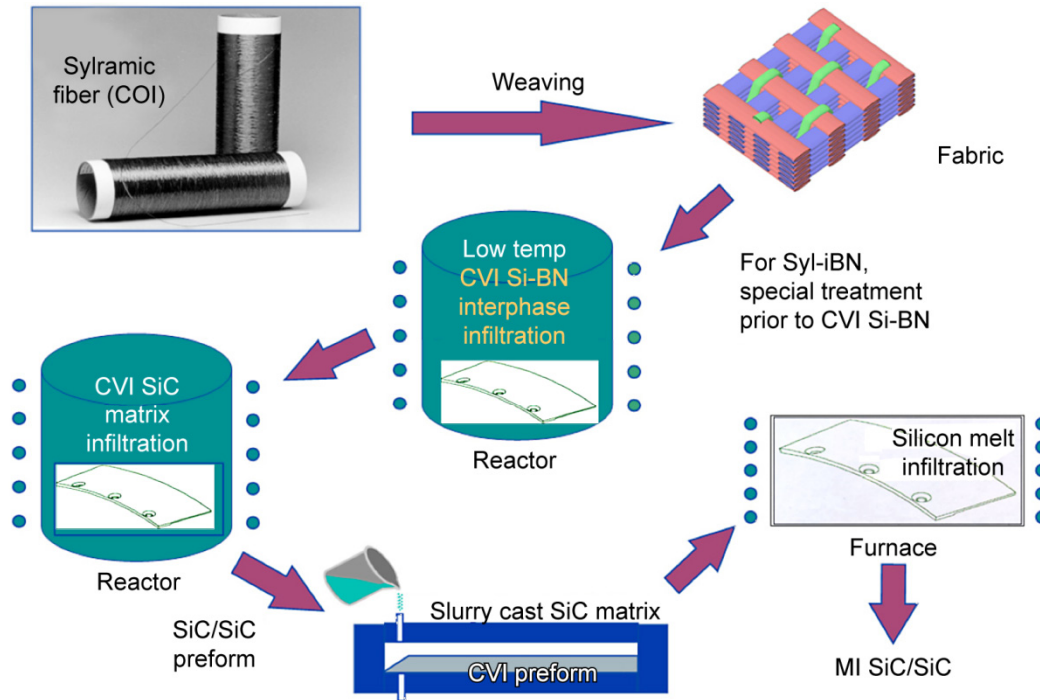 Sylramic
fiber (COI)
Weaving
Fabric
Low temp
CVI Si-BN
interphase
infiltration
Reactor
For Syl-iBN,
special treatment
prior to CVI Si-BN
CVI SiC
matrix
infiltration
Reactor
SiC/SiC
preform
Slurry cast SiC matrix
CVI preform
Silicon melt
infiltration
Furnace
MI SiC/SiC